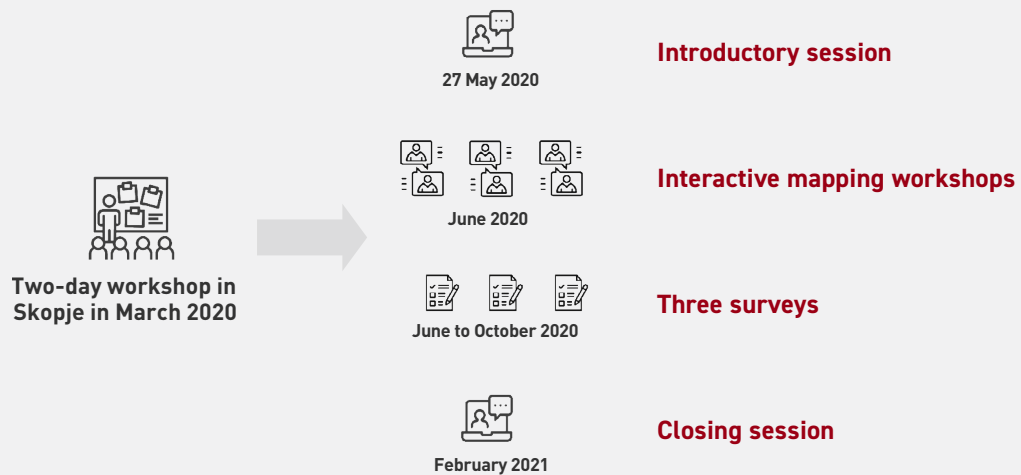 Two-day workshop in
Skopje in March 2020
27 May 2020
Introductory session
June 2020
Interactive mapping workshops
June to October 2020
Three surveys
February 2021
Closing session